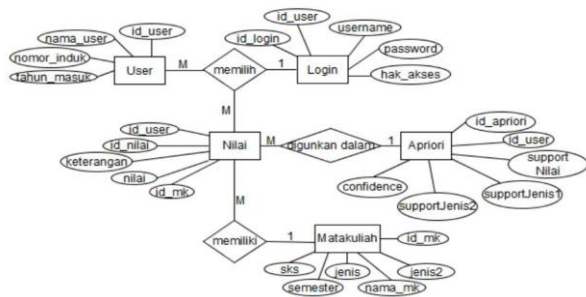 id_user
nama_user
nomor_induk
tahun_masuk
User
M
memilih
1
Login
id_login
id_user
username
password
hak_akses
M
id_user
id_nilai
keterangan
nilai
id_mk
Nilai
M
digunkan dalam
1
Apriori
id_apriori
id_user
support
Nilai
supportJenis1
supportJenis2
confidence
M
memiliki
1
Matakuliah
id_mk
sks
semester
jenis
nama_mk
jenis2